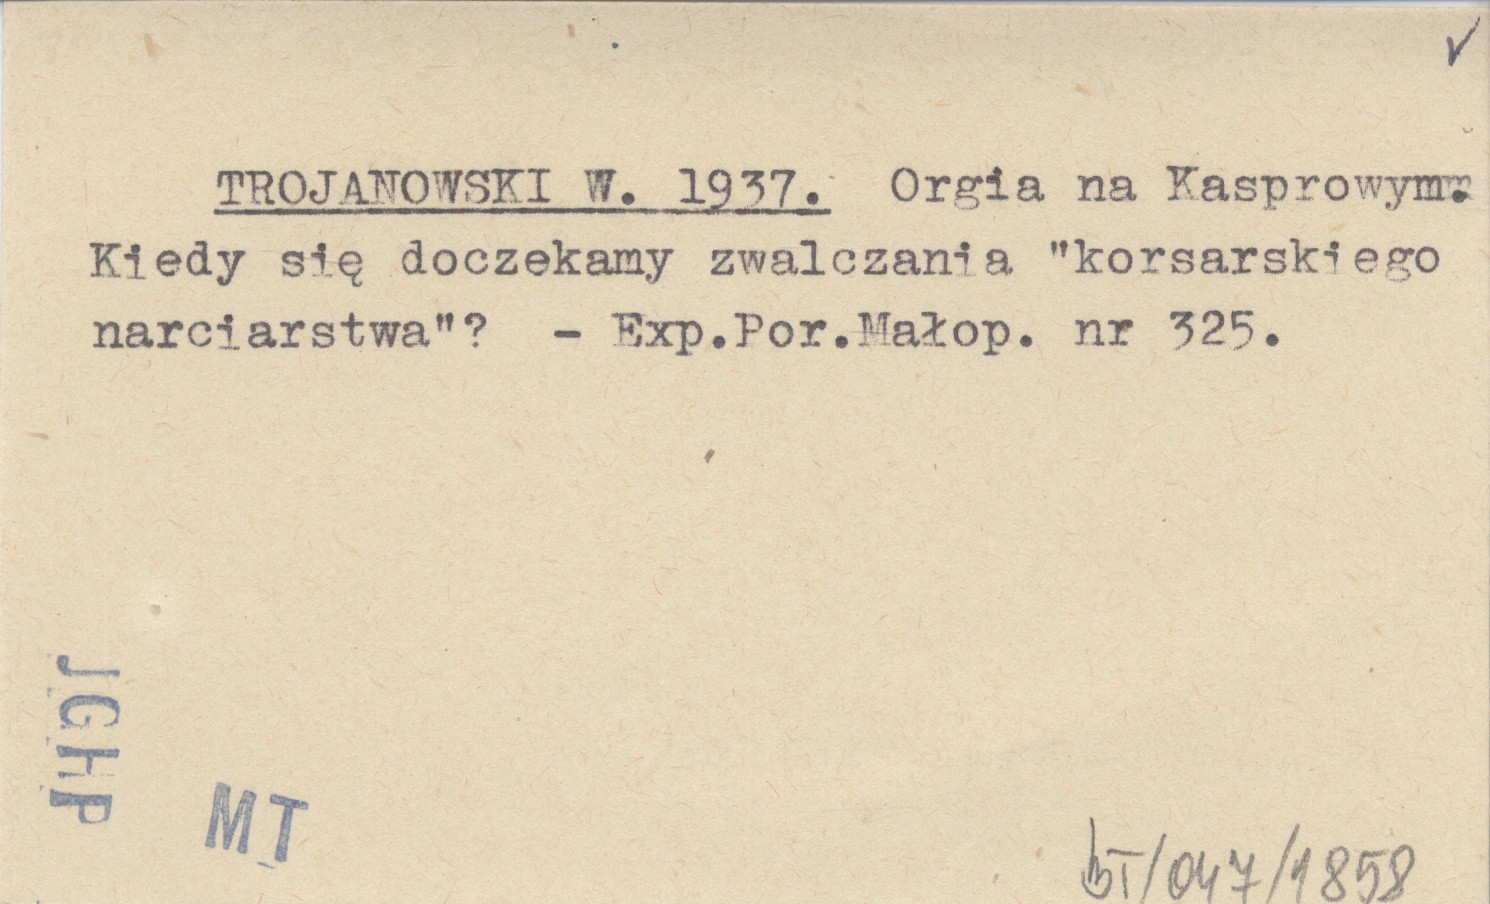 TROJANOWSKI W. 1937. Orgia na Kasprowym.
Kiedy się doczekamy zwalczania "korsarskiego
narciarstwa"? - Exp.Por.Małop. nr 325.
JGHP
MT
bT/047/1858